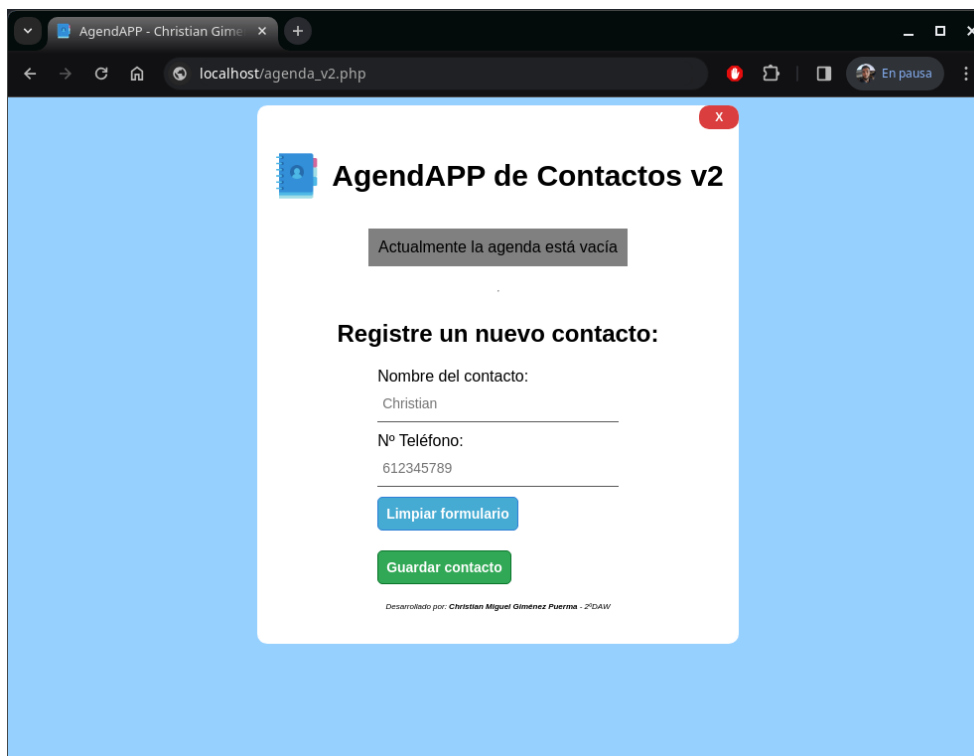 AgendAPP - Christian Gime
localhost/agenda_v2.php
En pausa
X
AgendAPP de Contactos v2
Actualmente la agenda está vacía
Registre un nuevo contacto:
Nombre del contacto:
Christian
Nº Teléfono:
612345789
Limpiar formulario
Guardar contacto
Desarrollado por: Christian Miguel Giménez Puerma - 2ºDAW